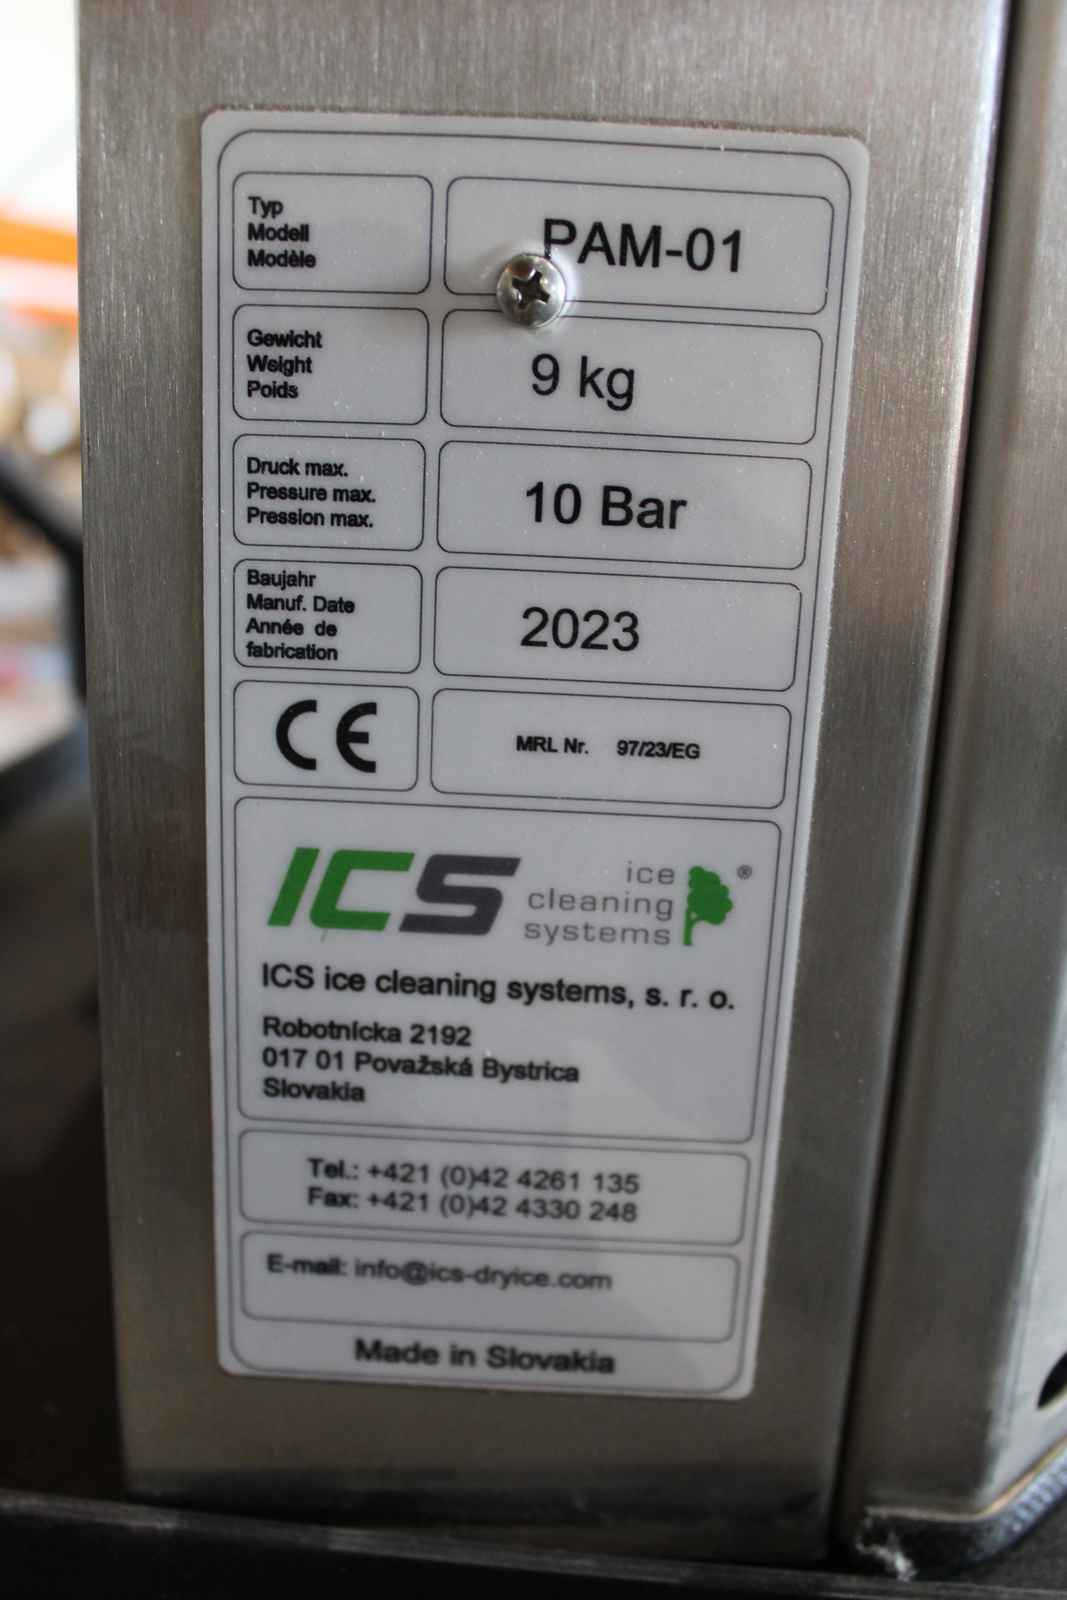 Typ
Modell
Modèle
PAM-01
Gewicht
Weight
Poids
9 kg
Druck max.
Pressure max.
Pression max.
10 Bar
Baujahr
Manuf. Date
Année de
fabrication
2023
CE
MRL Nr. 97/23/EG
ICS
ice
cleaning
systems
®
ICS ice cleaning systems, s. r. o.
Robotnícka 2192
017 01 Považská Bystrica
Slovakia
Tel.: +421 (0)42 4261 135
Fax: +421 (0)42 4330 248
E-mail: info@ics-dryice.com
Made in Slovakia